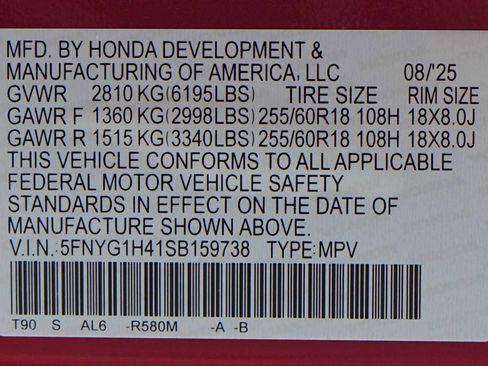 MFD. BY HONDA DEVELOPMENT &
MANUFACTURING OF AMERICA, LLC 08/'25
GVWR 2810 KG(6195LBS) TIRE SIZE RIM SIZE
GAWR F 1360 KG(2998LBS) 255/60R18 108H 18X8.0J
GAWR R 1515 KG(3340LBS) 255/60R18 108H 18X8.0J
THIS VEHICLE CONFORMS TO ALL APPLICABLE
FEDERAL MOTOR VEHICLE SAFETY
STANDARDS IN EFFECT ON THE DATE OF
MANUFACTURE SHOWN ABOVE.
V.I.N.:5FNYG1H41SB159738 TYPE:MPV
T90 S AL6 -R580M -A -B